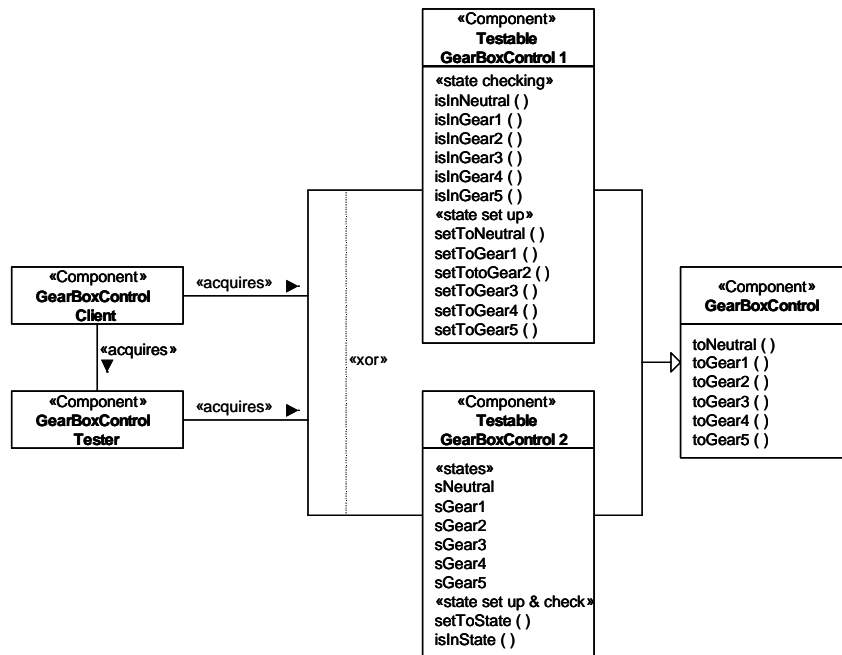 «Component»
Testable
GearBoxControl 1
«state checking»
isInNeutral ( )
isInGear1 ( )
isInGear2 ( )
isInGear3 ( )
isInGear4 ( )
isInGear5 ( )
«state set up»
setToNeutral ( )
setToGear1 ( )
setTotoGear2 ( )
setToGear3 ( )
setToGear4 ( )
setToGear5 ( )
«Component»
GearBoxControl
Client
«acquires»
«acquires»
«Component»
GearBoxControl
Tester
«acquires»
«xor»
«Component»
GearBoxControl
toNeutral ( )
toGear1 ( )
toGear2 ( )
toGear3 ( )
toGear4 ( )
toGear5 ( )
«Component»
Testable
GearBoxControl 2
«states»
sNeutral
sGear1
sGear2
sGear3
sGear4
sGear5
«state set up & check»
setToState ( )
isInState ( )